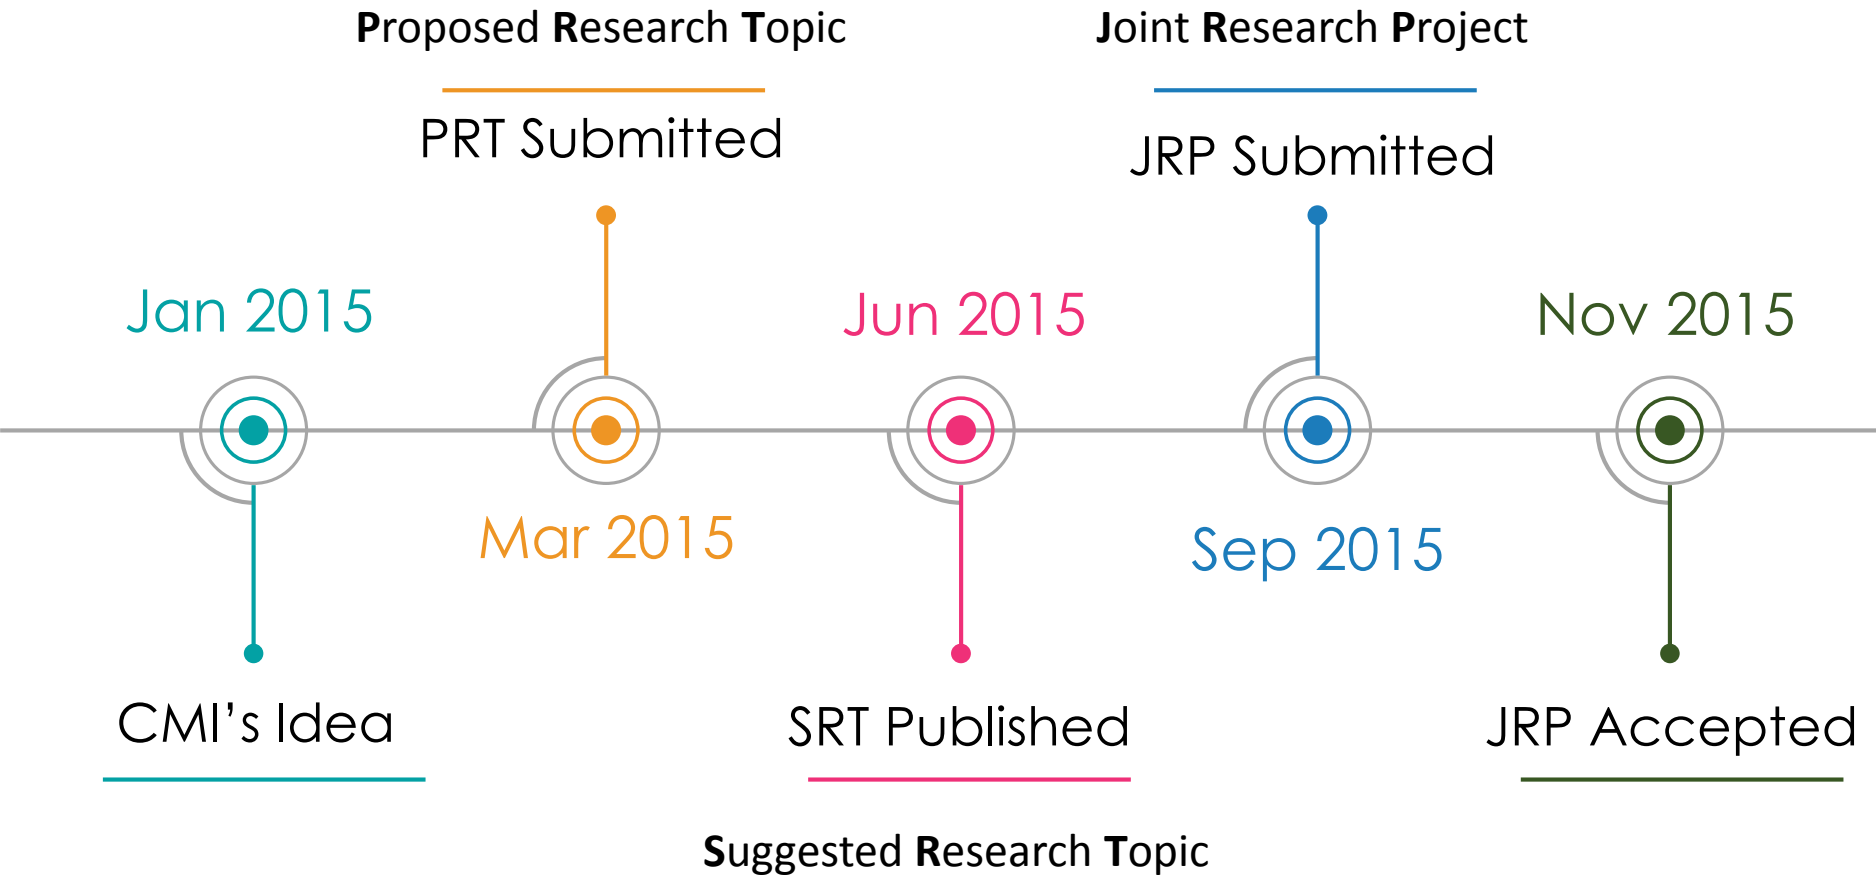 Proposed Research Topic
Joint Research Project
PRT Submitted
JRP Submitted
Jan 2015
Jun 2015
Nov 2015
Mar 2015
Sep 2015
CMI's Idea
SRT Published
JRP Accepted
Suggested Research Topic